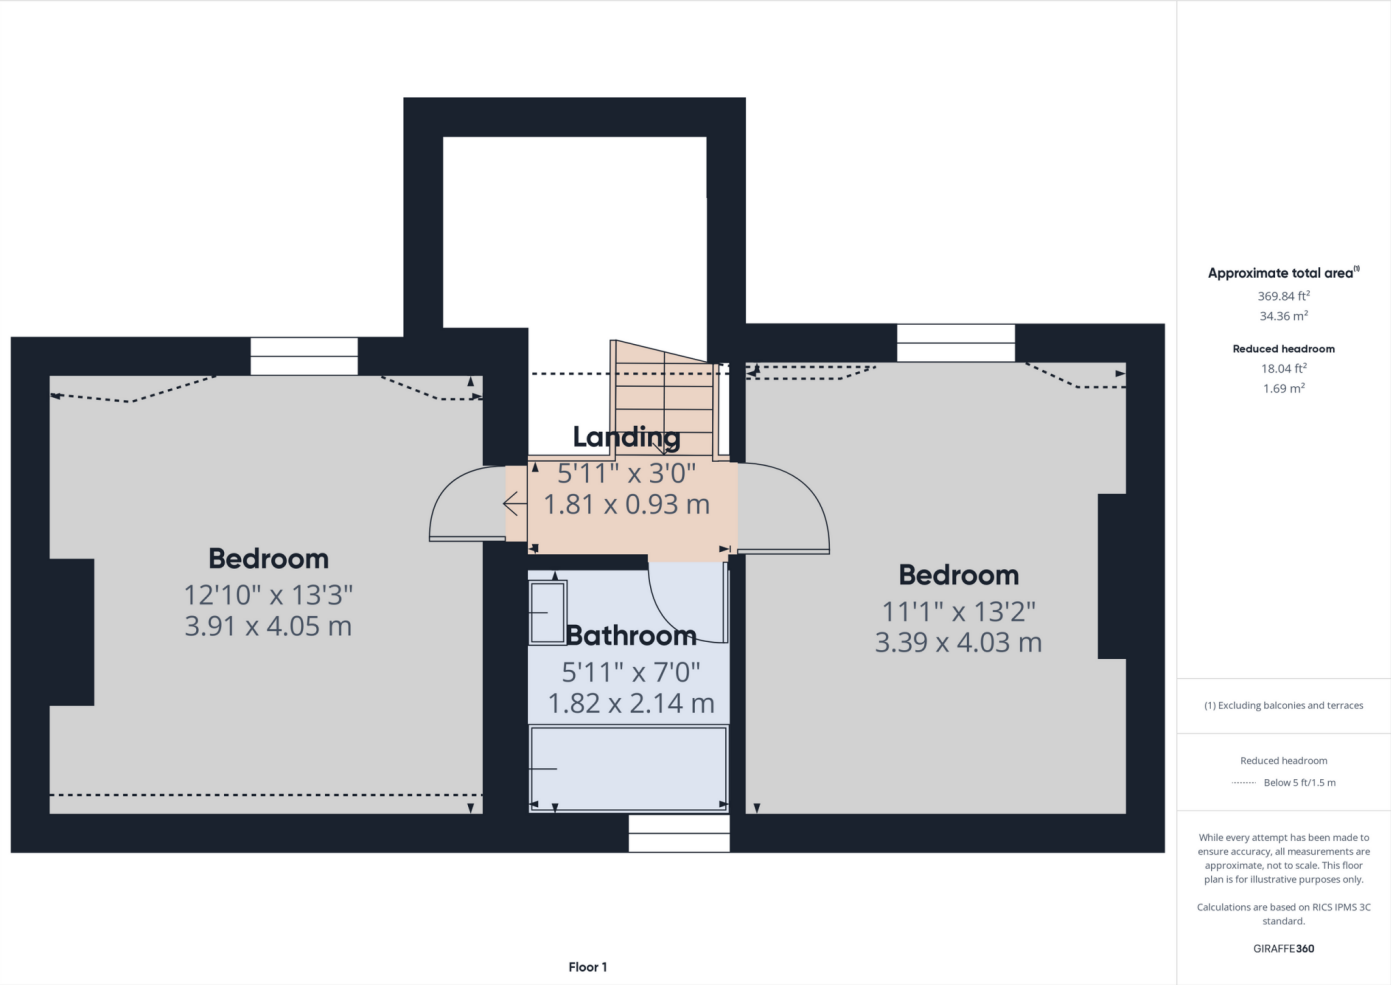 Landing
5'11" x 3'0"
1.81 x 0.93 m
Bedroom
12'10" x 13'3"
3.91 x 4.05 m
Bedroom
11'1" x 13'2"
3.39 x 4.03 m
Bathroom
5'11" x 7'0"
1.82 x 2.14 m
Floor 1
Approximate total area(1)
369.84 ft²
34.36 m²
Reduced headroom
18.04 ft²
1.69 m²
(1) Excluding balconies and terraces
Reduced headroom
Below 5 ft/1.5 m
While every attempt has been made to
ensure accuracy, all measurements are
approximate, not to scale. This floor
plan is for illustrative purposes only.
Calculations are based on RICS IPMS 3C
standard.
GIRAFFE360